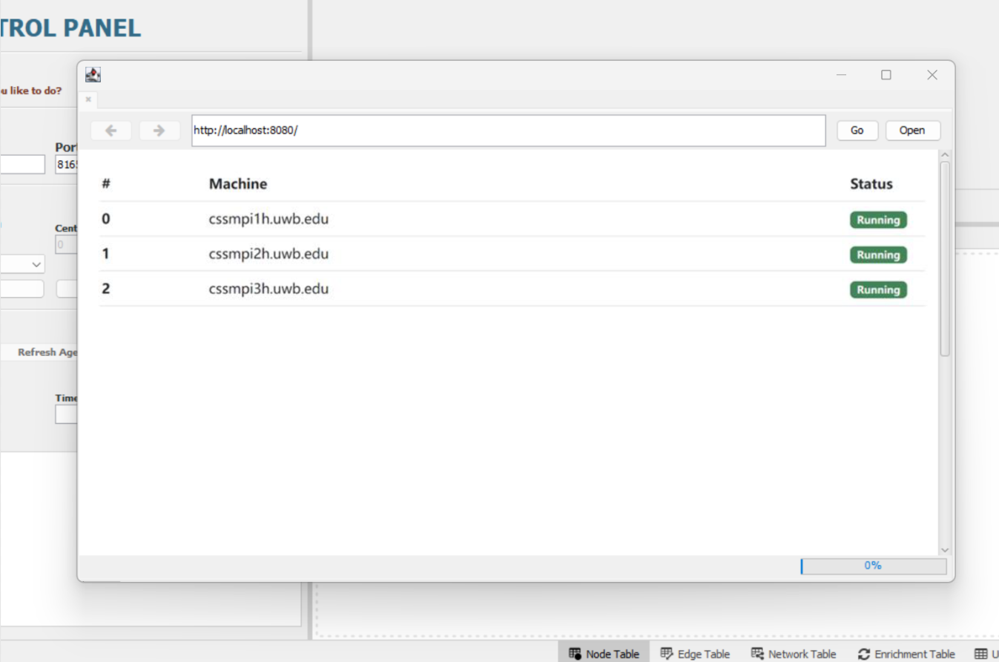 TROL PANEL
u like to do?
http://localhost:8080/
Go
Open
Port
8165
# Machine Status
0 cssmpi1h.uwb.edu Running
1 cssmpi2h.uwb.edu Running
2 cssmpi3h.uwb.edu Running
Cent
0
Refresh Age
Time
0%
Node Table
Edge Table
Network Table
Enrichment Table
U